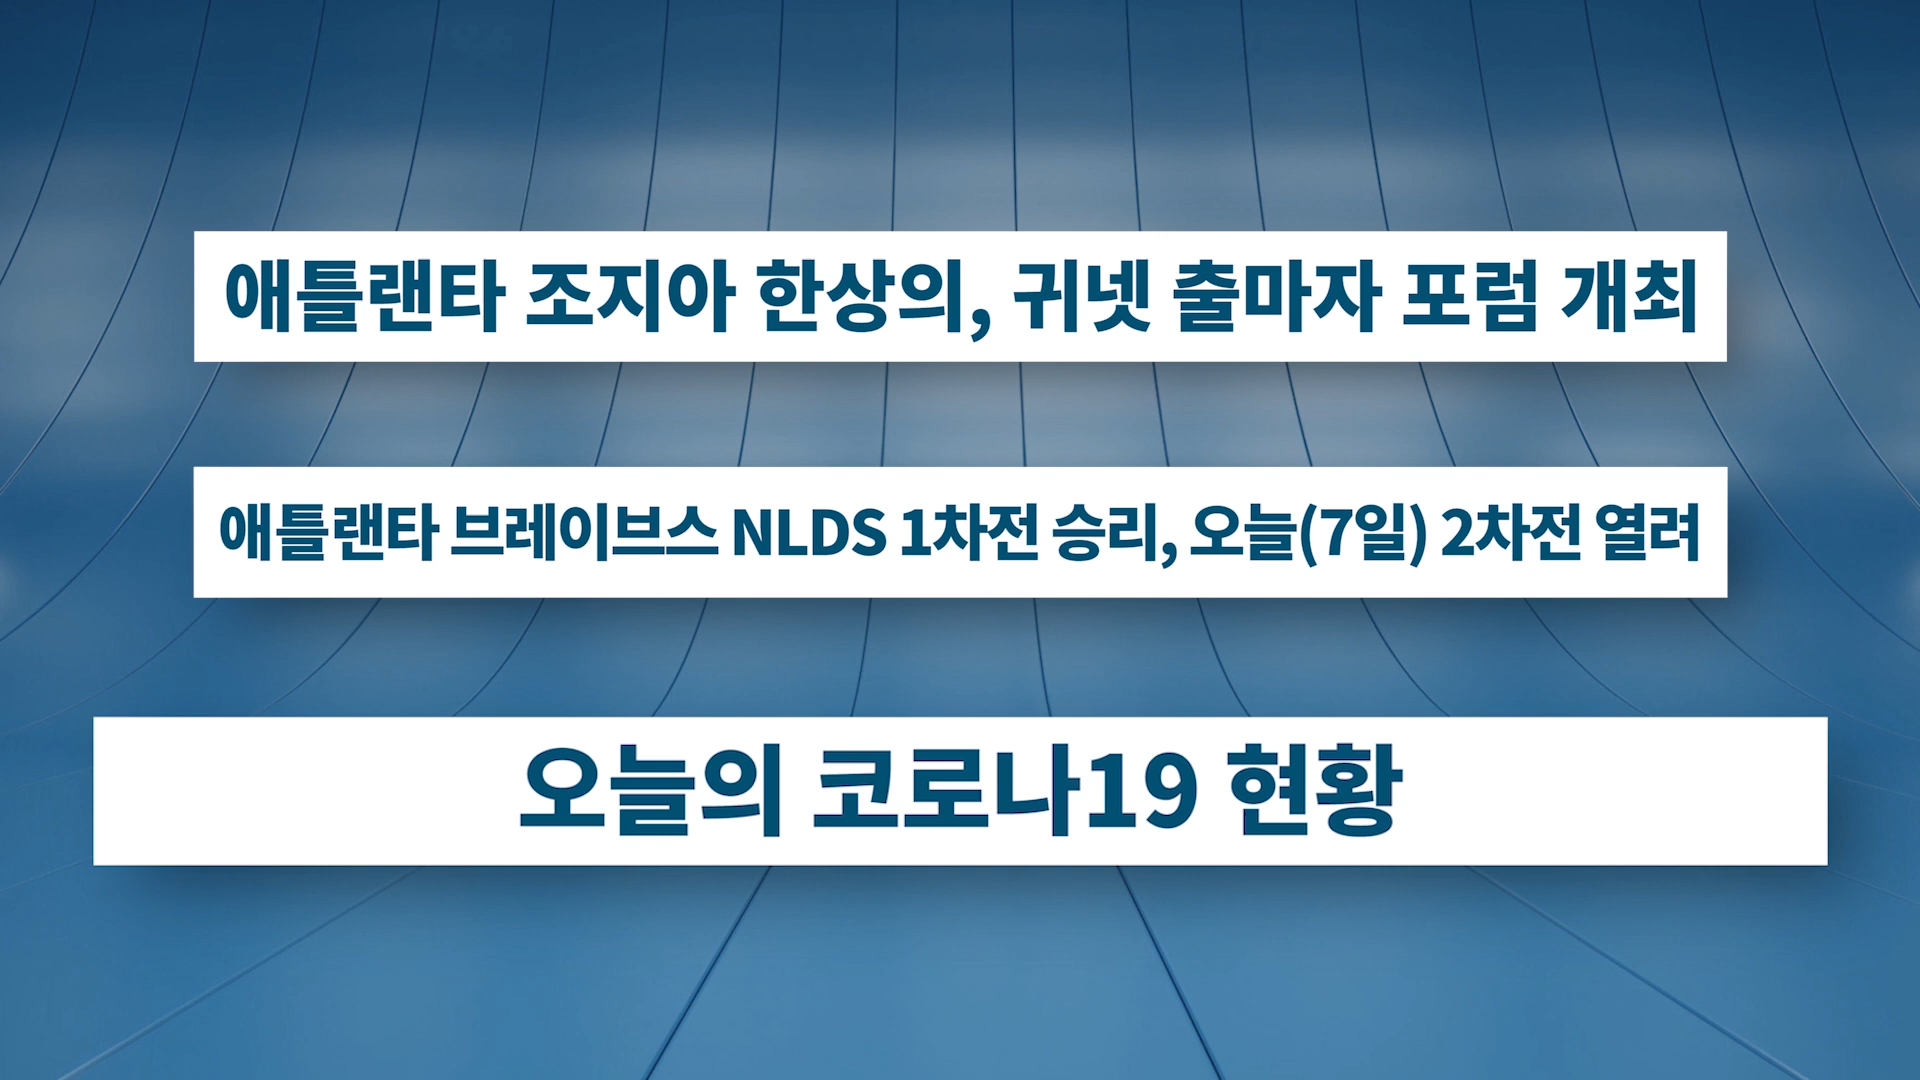 애틀랜타 조지아 한상의, 귀넷 출마자 포럼 개최
애틀랜타 브레이브스 NLDS 1차전 승리, 오늘(7일) 2차전 열려
오늘의 코로나19 현황